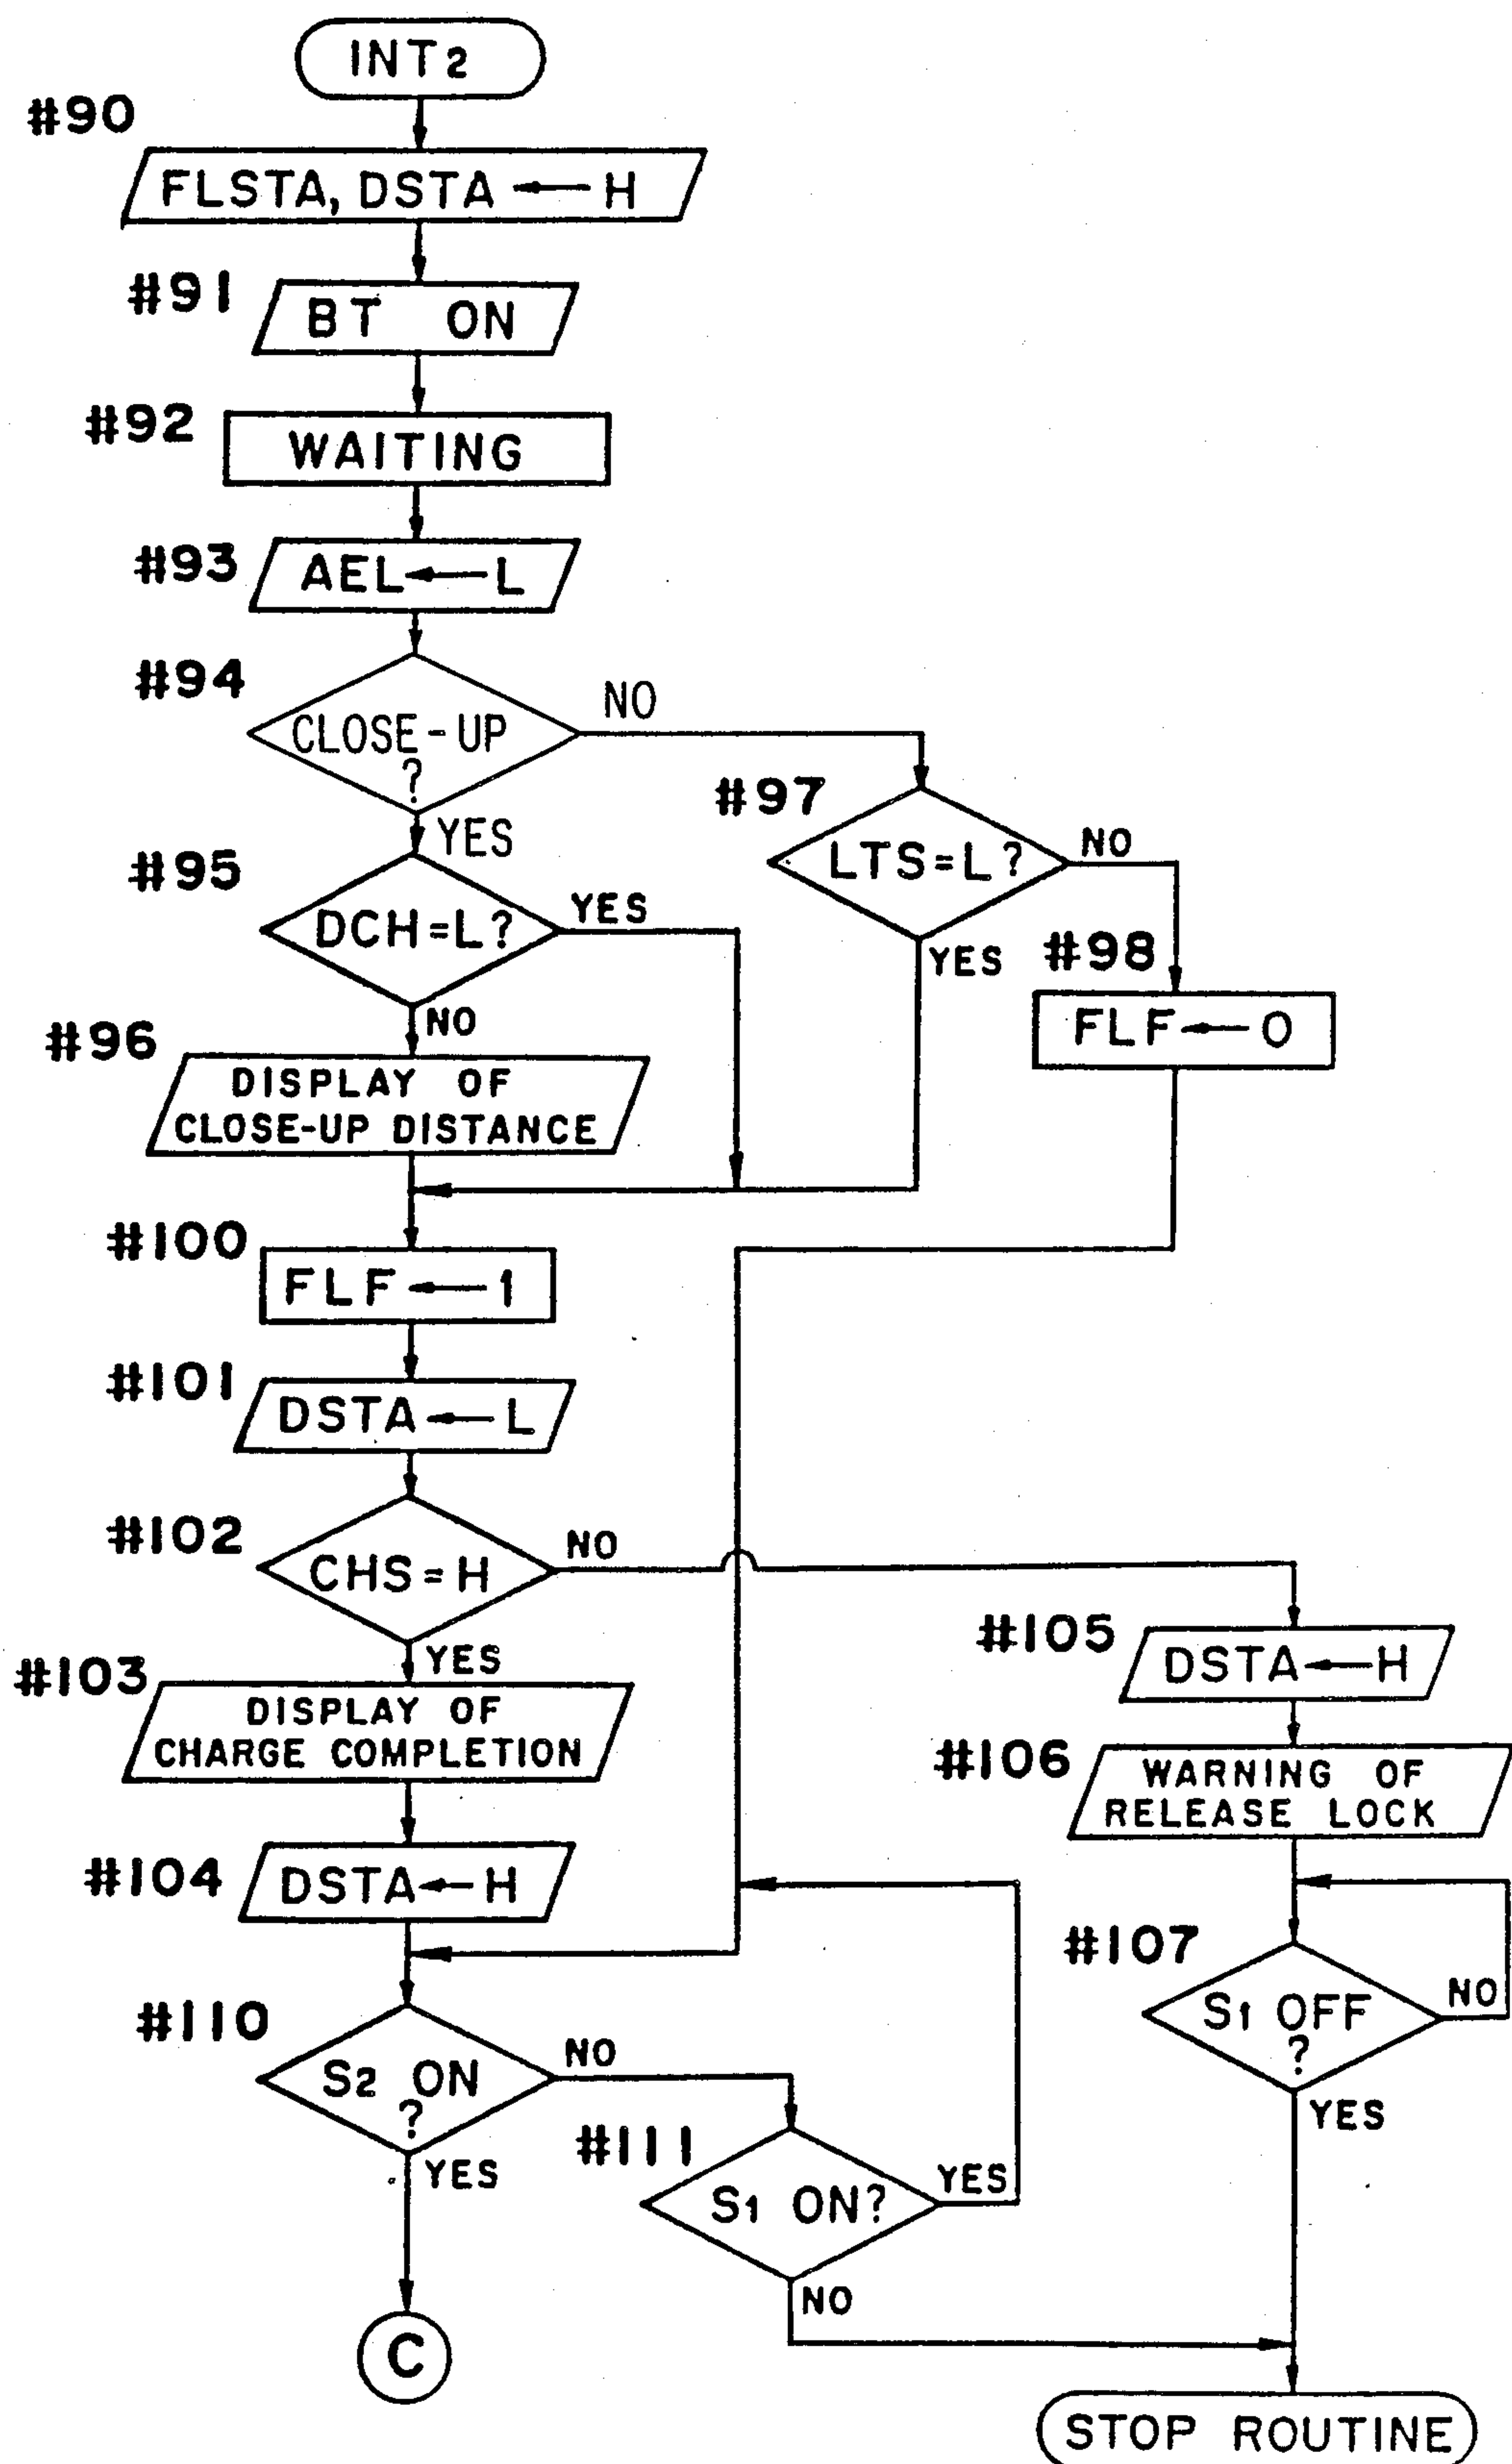 INT2
#90
FLSTA, DSTA ← H
#91
BT ON
#92
WAITING
#93
AEL ← L
#94
CLOSE-UP
?
NO
YES
#97
LTS=L?
NO
YES
#95
DCH=L?
YES
NO
#98
FLF ← 0
#96
DISPLAY OF
CLOSE-UP DISTANCE
#100
FLF ← 1
#101
DSTA ← L
#102
CHS=H
NO
YES
#103
DISPLAY OF
CHARGE COMPLETION
#105
DSTA ← H
#106
WARNING OF
RELEASE LOCK
#104
DSTA ← H
#107
S1 OFF
?
NO
YES
#110
S2 ON
?
NO
YES
#111
S1 ON?
YES
NO
C
STOP ROUTINE